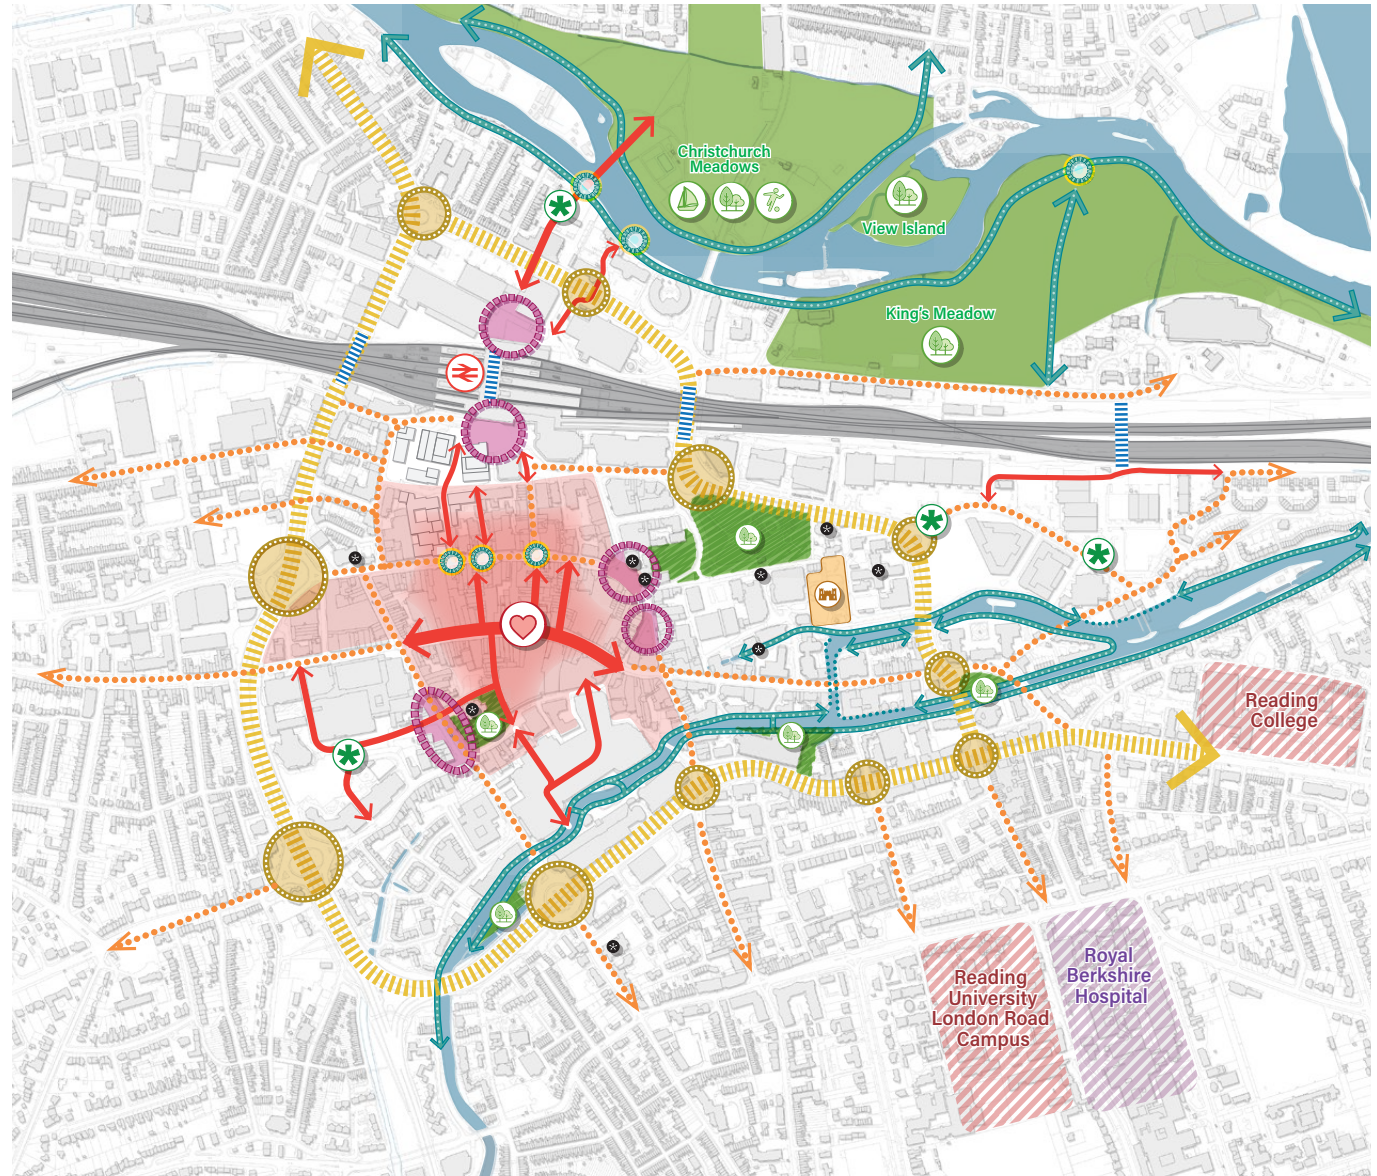 Christchurch
Meadows
View Island
King's Meadow
Reading
College
Royal
Berkshire
Hospital
Reading
University
London Road
Campus